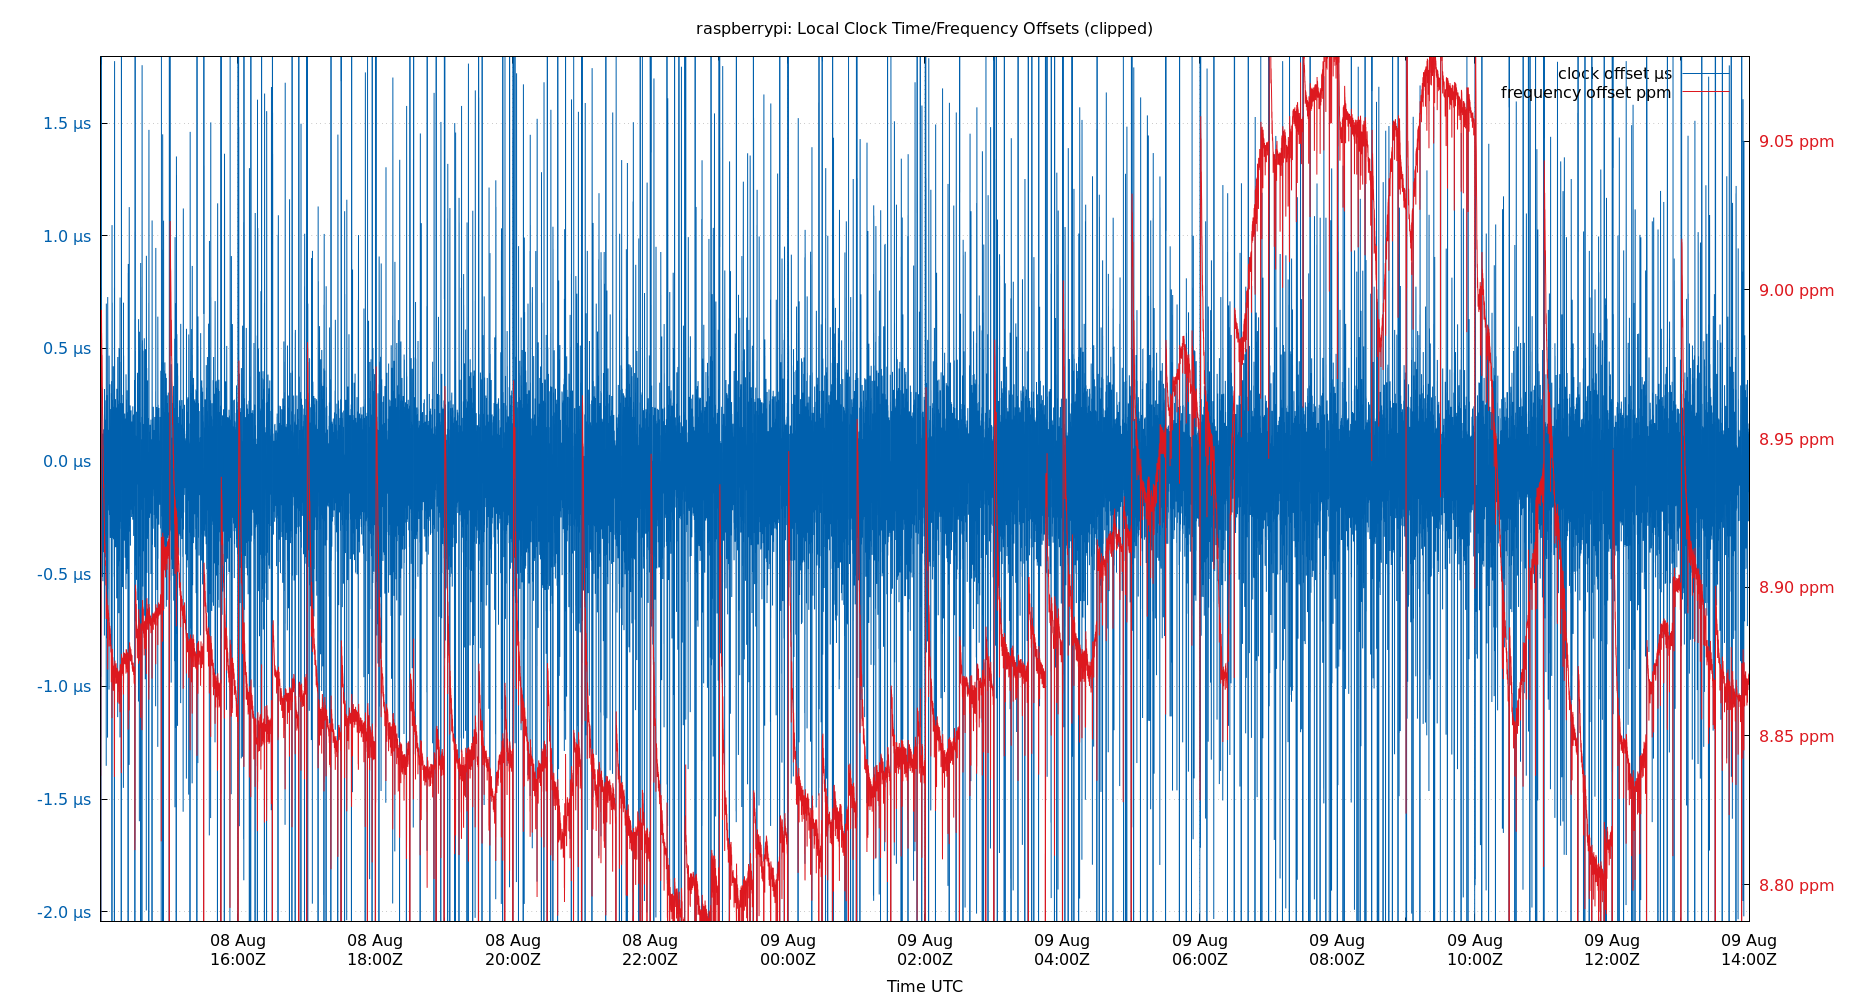 raspberrypi: Local Clock Time/Frequency Offsets (clipped)
clock offset µs
frequency offset ppm
1.5 µs
1.0 µs
0.5 µs
0.0 µs
-0.5 µs
-1.0 µs
-1.5 µs
-2.0 µs
9.05 ppm
9.00 ppm
8.95 ppm
8.90 ppm
8.85 ppm
8.80 ppm
08 Aug 08 Aug 08 Aug 08 Aug 09 Aug 09 Aug 09 Aug 09 Aug 09 Aug 09 Aug 09 Aug 09 Aug
16:00Z 18:00Z 20:00Z 22:00Z 00:00Z 02:00Z 04:00Z 06:00Z 08:00Z 10:00Z 12:00Z 14:00Z
Time UTC